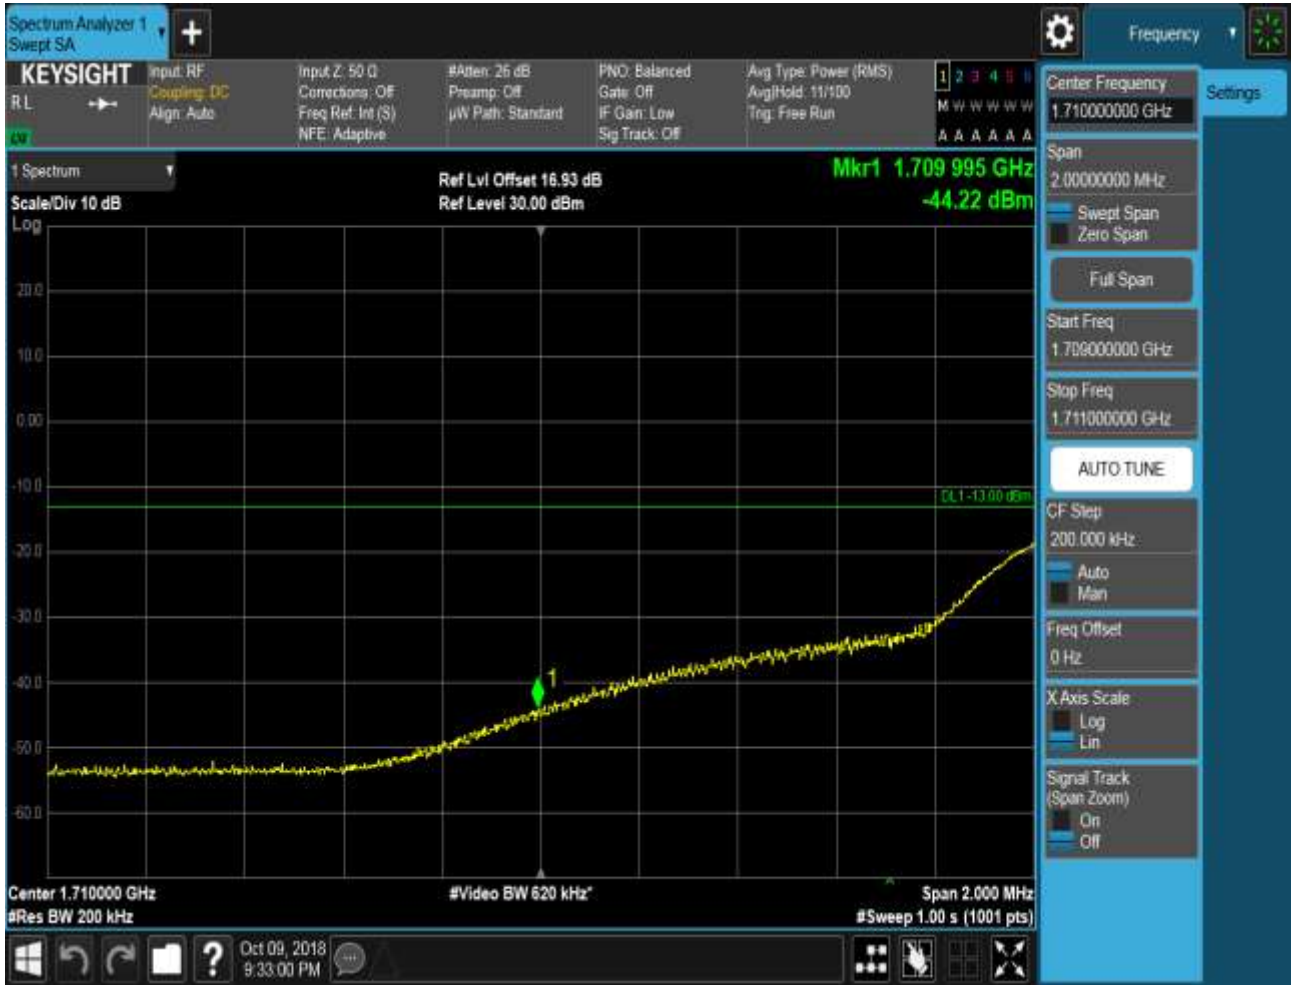 Spectrum Analyzer 1
Swept SA
+
Frequency
KEYSIGHT
R L
Input: RF
Coupling: DC
Align: Auto
Input Z: 50 Ω
Corrections: Off
Freq Ref: Int (S)
NFE: Adaptive
#Atten: 26 dB
Preamp: Off
µW Path: Standard
PNO: Balanced
Gate: Off
IF Gain: Low
Sig Track: Off
Avg Type: Power (RMS)
Avg|Hold: 11/100
Trig: Free Run
1 2 3 4 5 6
M W W W W W
A A A A A A
1 Spectrum
Scale/Div 10 dB
Log
Ref Lvl Offset 16.93 dB
Ref Level 30.00 dBm
Mkr1 1.709 995 GHz
-44.22 dBm
20.0
10.0
0.00
-10.0
-20.0
-30.0
-40.0
-50.0
-60.0
DL1 -13.00 dBm
1
Center 1.710000 GHz
#Res BW 200 kHz
#Video BW 620 kHz*
Span 2.000 MHz
#Sweep 1.00 s (1001 pts)
?
Oct 09, 2018
9:33:00 PM
Center Frequency
1.710000000 GHz
Settings
Span
2.00000000 MHz
Swept Span
Zero Span
Full Span
Start Freq
1.709000000 GHz
Stop Freq
1.711000000 GHz
AUTO TUNE
CF Step
200.000 kHz
Auto
Man
Freq Offset
0 Hz
X Axis Scale
Log
Lin
Signal Track
(Span Zoom)
On
Off